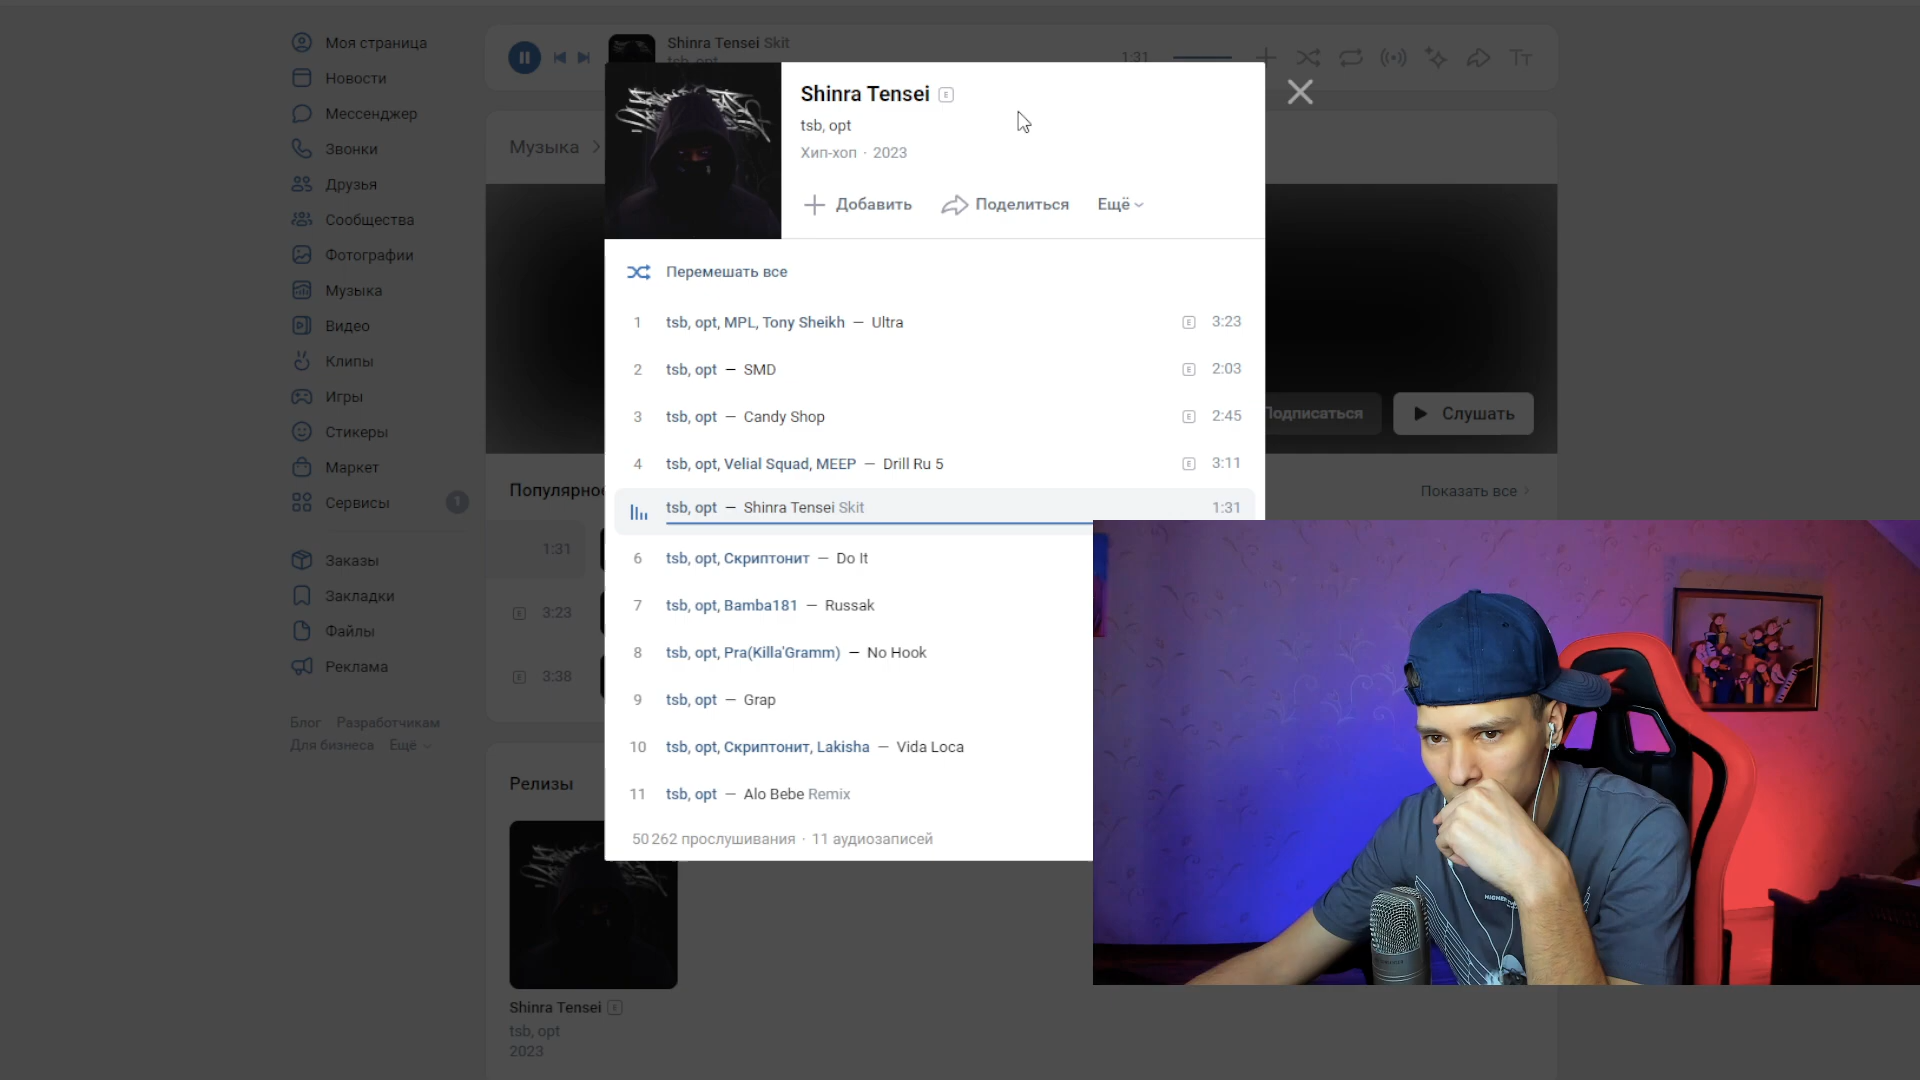 Моя страница
Новости
Мессенджер
Звонки
Друзья
Сообщества
Фотографии
Музыка
Видео
Клипы
Игры
Стикеры
Маркет
Сервисы 1
Заказы
Закладки
Файлы
Реклама
Блог Разработчикам
Для бизнеса Ещё
Shinra Tensei Skit
tsb, opt
1:31
Tт
Музыка
Shinra Tensei E
tsb, opt
Хип-хоп · 2023
Добавить Поделиться Ещё
Перемешать все
1 tsb, opt, MPL, Tony Sheikh — Ultra E 3:23
2 tsb, opt — SMD E 2:03
3 tsb, opt — Candy Shop E 2:45
4 tsb, opt, Velial Squad, MEEP — Drill Ru 5 E 3:11
tsb, opt — Shinra Tensei Skit 1:31
6 tsb, opt, Скриптонит — Do It
7 tsb, opt, Bamba181 — Russak
8 tsb, opt, Pra(Killa'Gramm) — No Hook
9 tsb, opt — Grap
10 tsb, opt, Скриптонит, Lakisha — Vida Loca
11 tsb, opt — Alo Bebe Remix
50 262 прослушивания · 11 аудиозаписей
Подписаться
Слушать
Популярное
Показать все
1:31
E 3:23
E 3:38
Релизы
Shinra Tensei E
tsb, opt
2023